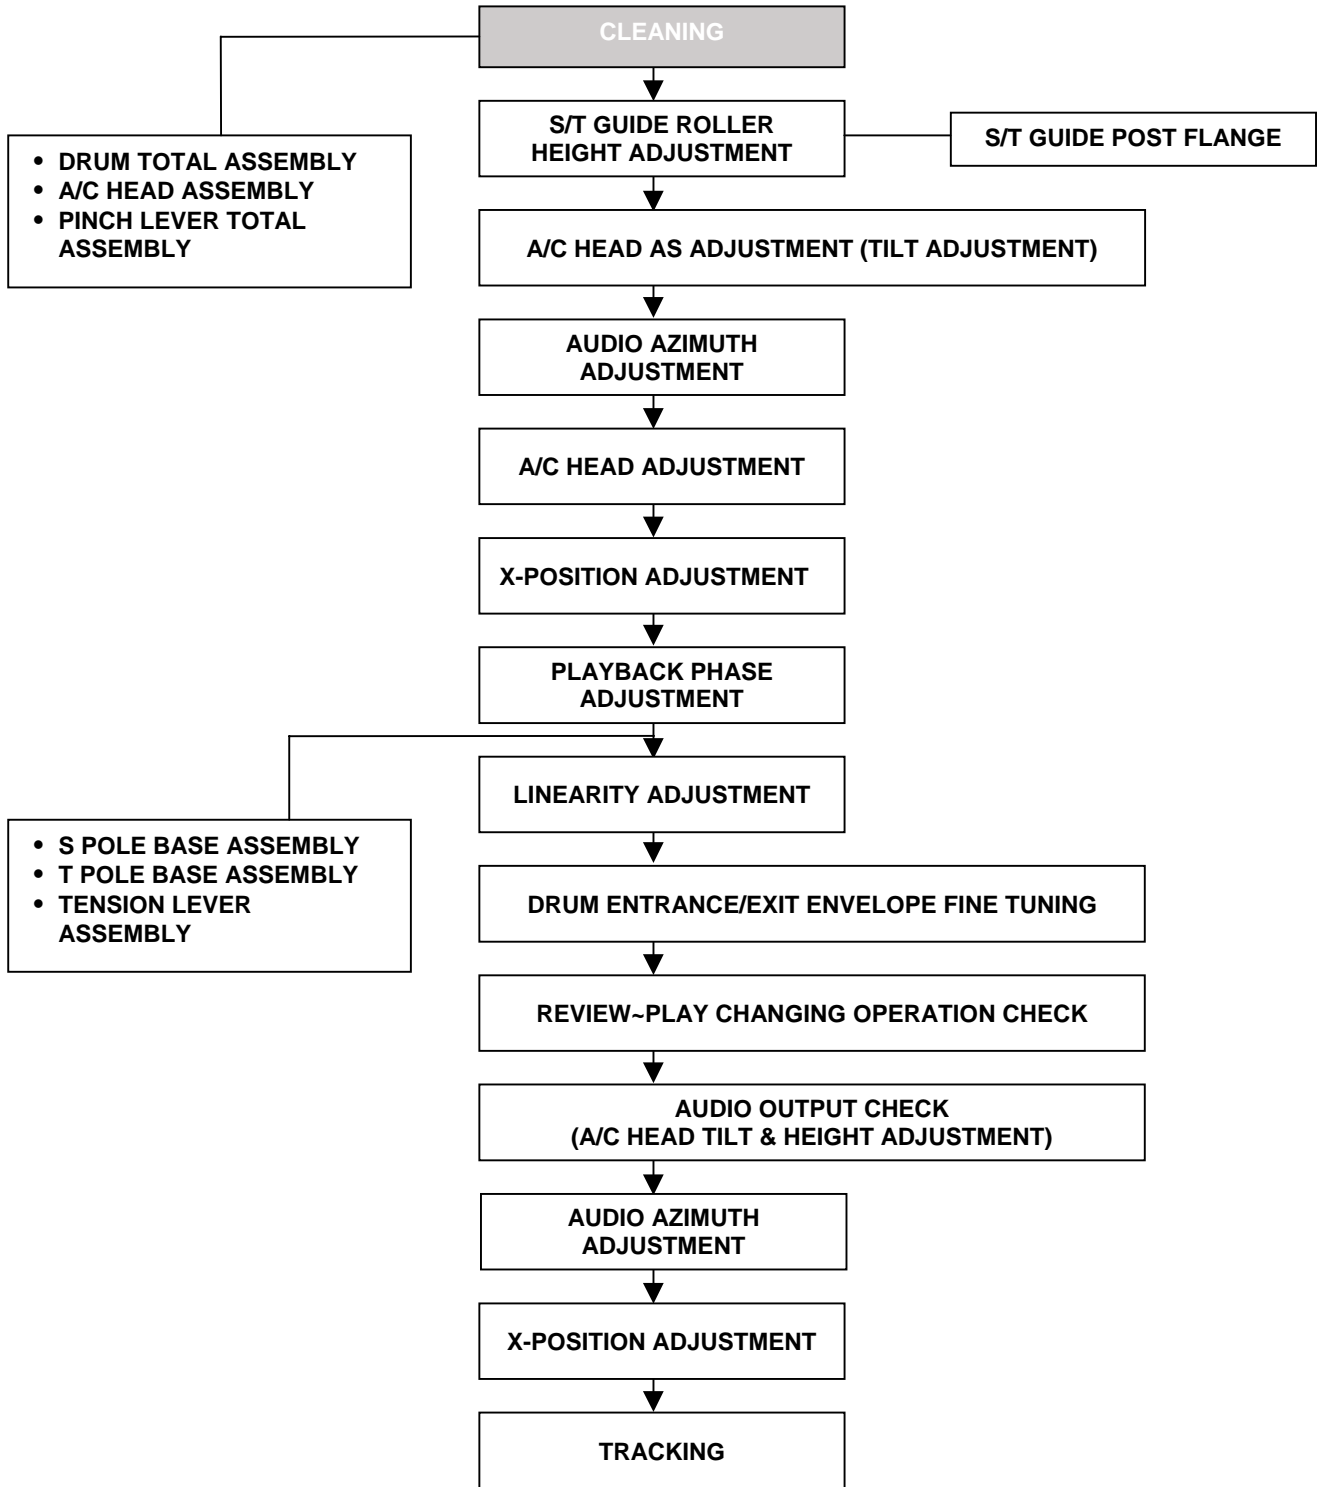 CLEANING
• DRUM TOTAL ASSEMBLY
• A/C HEAD ASSEMBLY
• PINCH LEVER TOTAL
ASSEMBLY
S/T GUIDE ROLLER
HEIGHT ADJUSTMENT
S/T GUIDE POST FLANGE
A/C HEAD AS ADJUSTMENT (TILT ADJUSTMENT)
AUDIO AZIMUTH
ADJUSTMENT
A/C HEAD ADJUSTMENT
X-POSITION ADJUSTMENT
PLAYBACK PHASE
ADJUSTMENT
LINEARITY ADJUSTMENT
• S POLE BASE ASSEMBLY
• T POLE BASE ASSEMBLY
• TENSION LEVER
ASSEMBLY
DRUM ENTRANCE/EXIT ENVELOPE FINE TUNING
REVIEW~PLAY CHANGING OPERATION CHECK
AUDIO OUTPUT CHECK
(A/C HEAD TILT & HEIGHT ADJUSTMENT)
AUDIO AZIMUTH
ADJUSTMENT
X-POSITION ADJUSTMENT
TRACKING